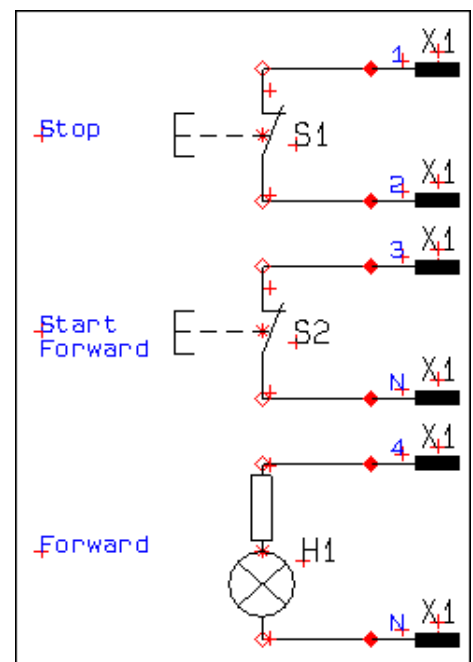 1 X1
Stop S1
2 X1
3 X1
Start
Forward S2
N X1
4 X1
Forward H1
N X1